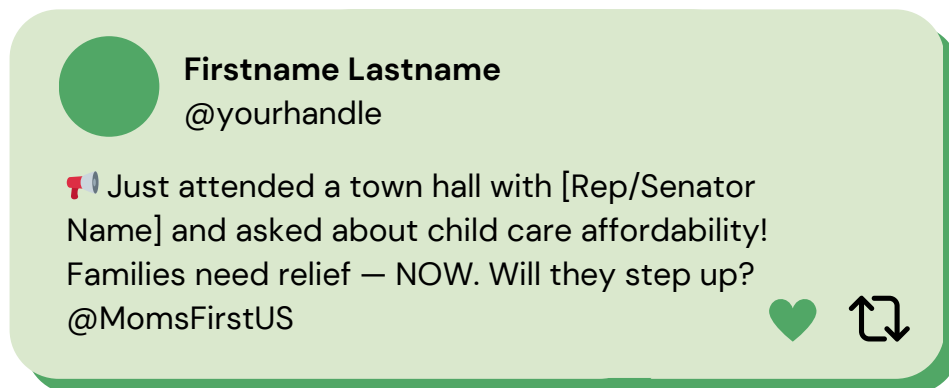 Firstname Lastname
@yourhandle
📢 Just attended a town hall with [Rep/Senator
Name] and asked about child care affordability!
Families need relief — NOW. Will they step up?
@MomsFirstUS